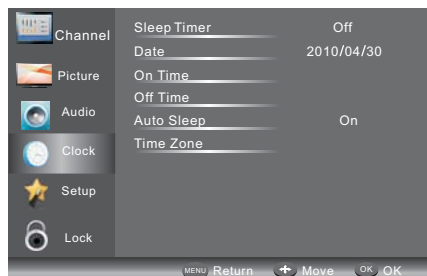 Channel
Picture
Audio
Clock
Setup
Lock
Sleep Timer Off
Date 2010/04/30
On Time
Off Time
Auto Sleep On
Time Zone
MENU Return Move OK OK